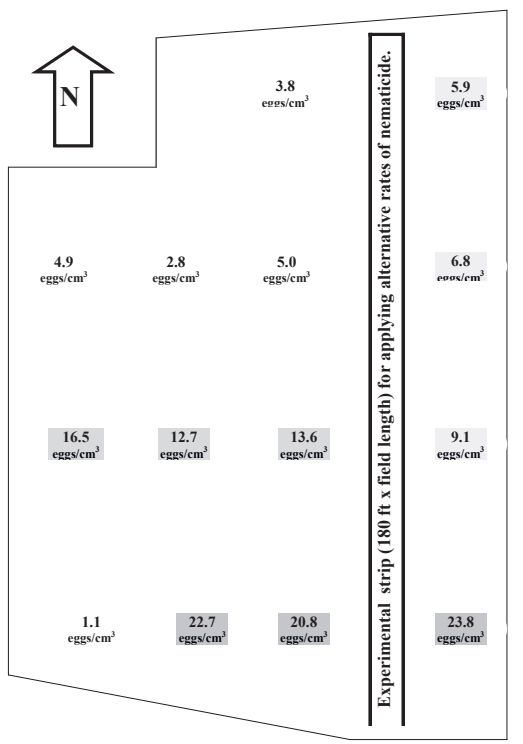 3.8
eggs/cm³
5.9
eggs/cm³
N
4.9
eggs/cm³
2.8
eggs/cm³
5.0
eggs/cm³
6.8
eggs/cm³
16.5
eggs/cm³
12.7
eggs/cm³
13.6
eggs/cm³
9.1
eggs/cm³
1.1
eggs/cm³
22.7
eggs/cm³
20.8
eggs/cm³
23.8
eggs/cm³
Experimental strip (180 ft x field length) for applying alternative rates of nematicide.